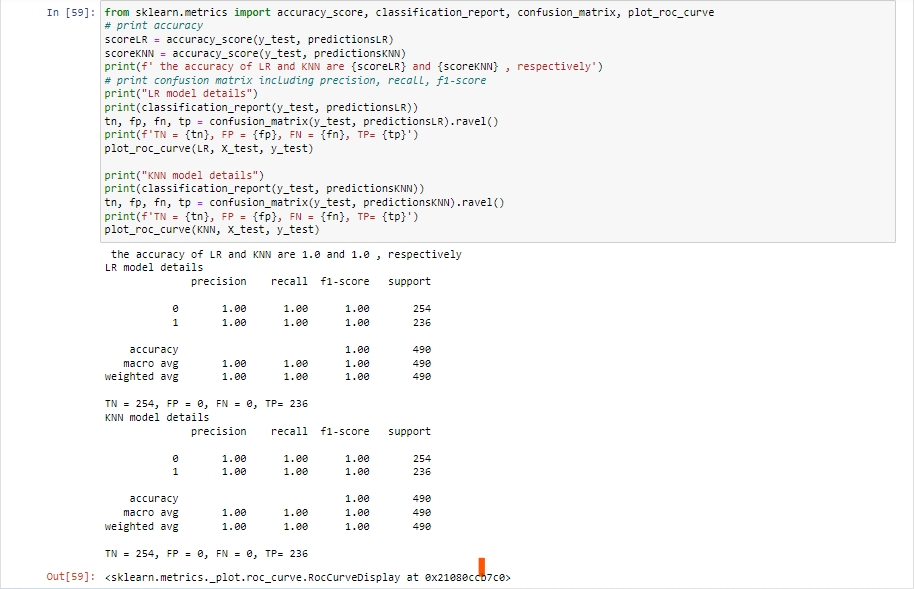 In [59]: from sklearn.metrics import accuracy_score, classification_report, confusion_matrix, plot_roc_curve
# print accuracy
scoreLR = accuracy_score(y_test, predictionsLR)
scoreKNN = accuracy_score(y_test, predictionsKNN)
print(f' the accuracy of LR and KNN are {scoreLR} and {scoreKNN} , respectively')
# print confusion matrix including precision, recall, f1-score
print("LR model details")
print(classification_report(y_test, predictionsLR))
tn, fp, fn, tp = confusion_matrix(y_test, predictionsLR).ravel()
print(f'TN = {tn}, FP = {fp}, FN = {fn}, TP= {tp}')
plot_roc_curve(LR, X_test, y_test)
print("KNN model details")
print(classification_report(y_test, predictionsKNN))
tn, fp, fn, tp = confusion_matrix(y_test, predictionsKNN).ravel()
print(f'TN = {tn}, FP = {fp}, FN = {fn}, TP= {tp}')
plot_roc_curve(KNN, X_test, y_test)
the accuracy of LR and KNN are 1.0 and 1.0 , respectively
LR model details
precision recall f1-score support
0 1.00 1.00 1.00 254
1 1.00 1.00 1.00 236
accuracy 1.00 490
macro avg 1.00 1.00 1.00 490
weighted avg 1.00 1.00 1.00 490
TN = 254, FP = 0, FN = 0, TP= 236
KNN model details
precision recall f1-score support
0 1.00 1.00 1.00 254
1 1.00 1.00 1.00 236
accuracy 1.00 490
macro avg 1.00 1.00 1.00 490
weighted avg 1.00 1.00 1.00 490
TN = 254, FP = 0, FN = 0, TP= 236
Out[59]: <sklearn.metrics._plot.roc_curve.RocCurveDisplay at 0x21080ccb7c0>